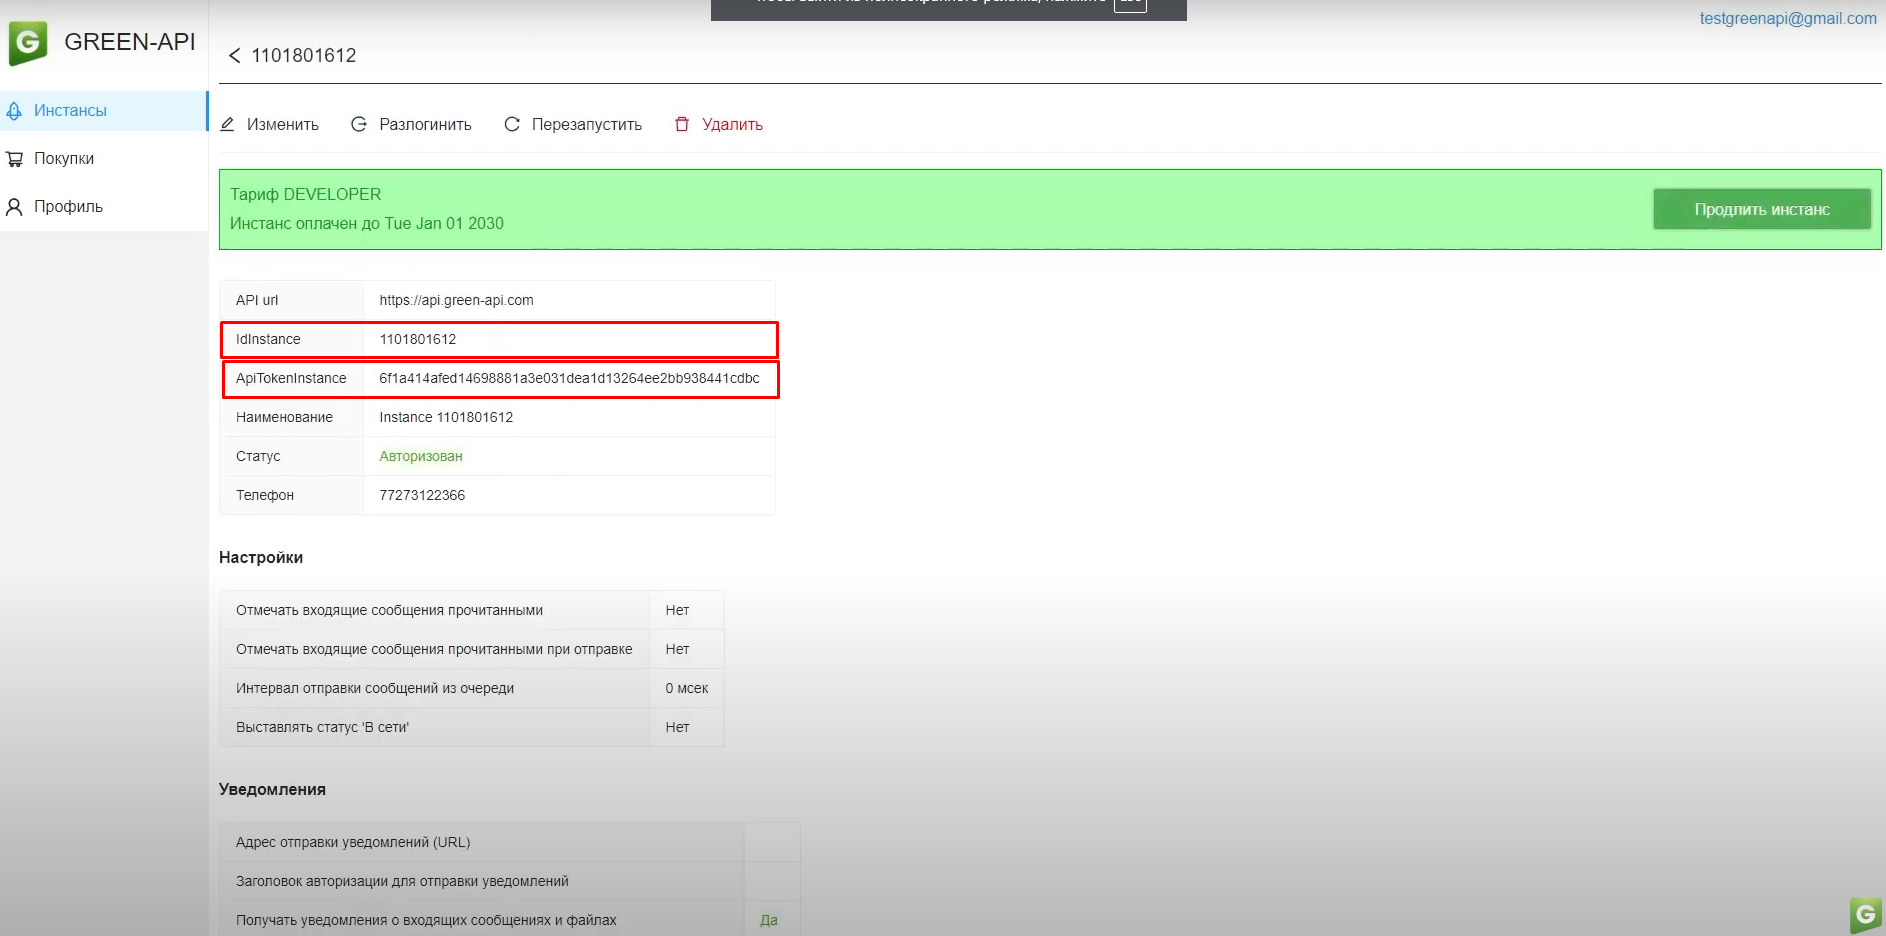 testgreenapi@gmail.com
GREEN-API
1101801612
Инстансы
Покупки
Профиль
Изменить Разлогинить Перезапустить Удалить
Тариф DEVELOPER
Инстанс оплачен до Tue Jan 01 2030
Продлить инстанс
API url https://api.green-api.com
IdInstance 1101801612
ApiTokenInstance 6f1a414afed14698881a3e031dea1d13264ee2bb938441cdbc
Наименование Instance 1101801612
Статус Авторизован
Телефон 77273122366
Настройки
Отмечать входящие сообщения прочитанными Нет
Отмечать входящие сообщения прочитанными при отправке Нет
Интервал отправки сообщений из очереди 0 мсек
Выставлять статус 'В сети' Нет
Уведомления
Адрес отправки уведомлений (URL)
Заголовок авторизации для отправки уведомлений
Получать уведомления о входящих сообщениях и файлах Да